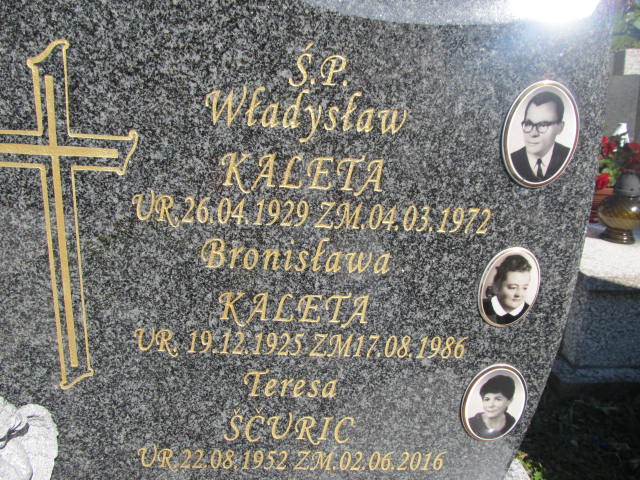 Ś.P.
Władysław
KALETA
UR.26.04.1929 ZM.04.03.1972
Bronisława
KALETA
UR. 19.12.1925 ZM17.08.1986
Teresa
ŠČURIC
UR.22.08.1952 ZM.02.06.2016